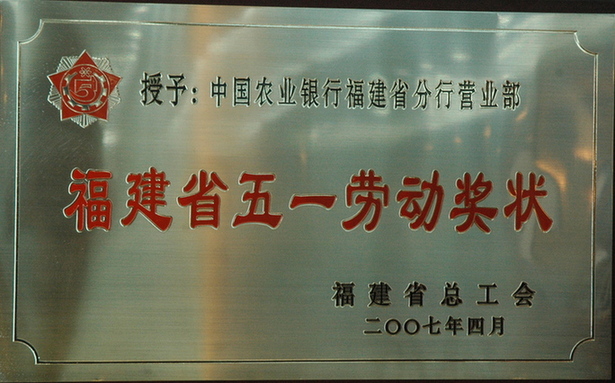 授予：中国农业银行福建省分行营业部
福建省五一劳动奖状
福建省总工会
二〇〇七年四月